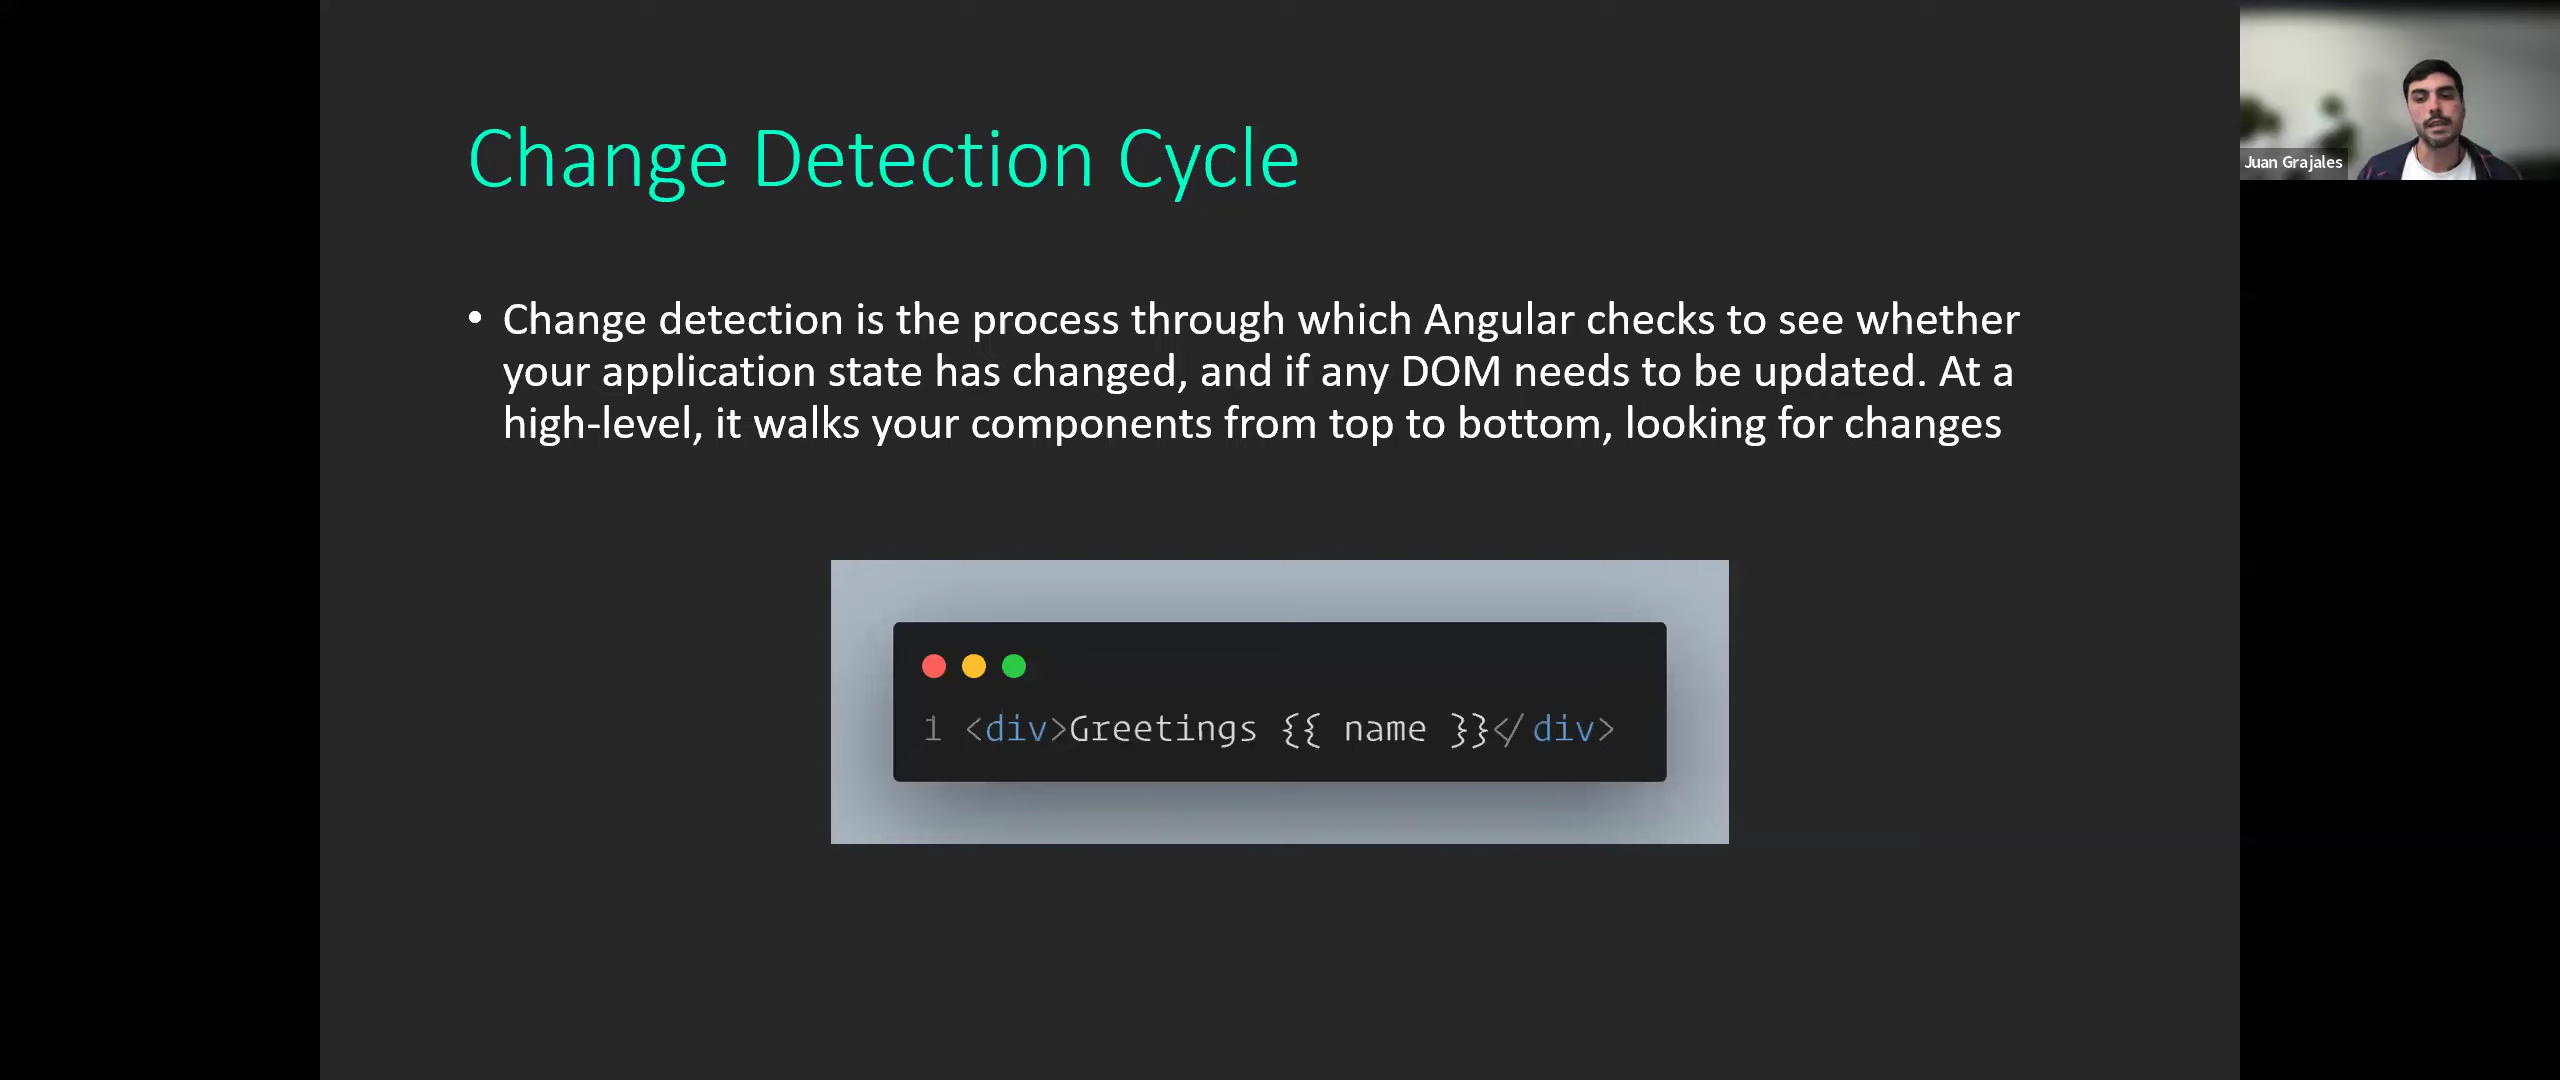 Change Detection Cycle
Juan Grajales
• Change detection is the process through which Angular checks to see whether
your application state has changed, and if any DOM needs to be updated. At a
high-level, it walks your components from top to bottom, looking for changes
1 <div>Greetings {{ name }}</div>